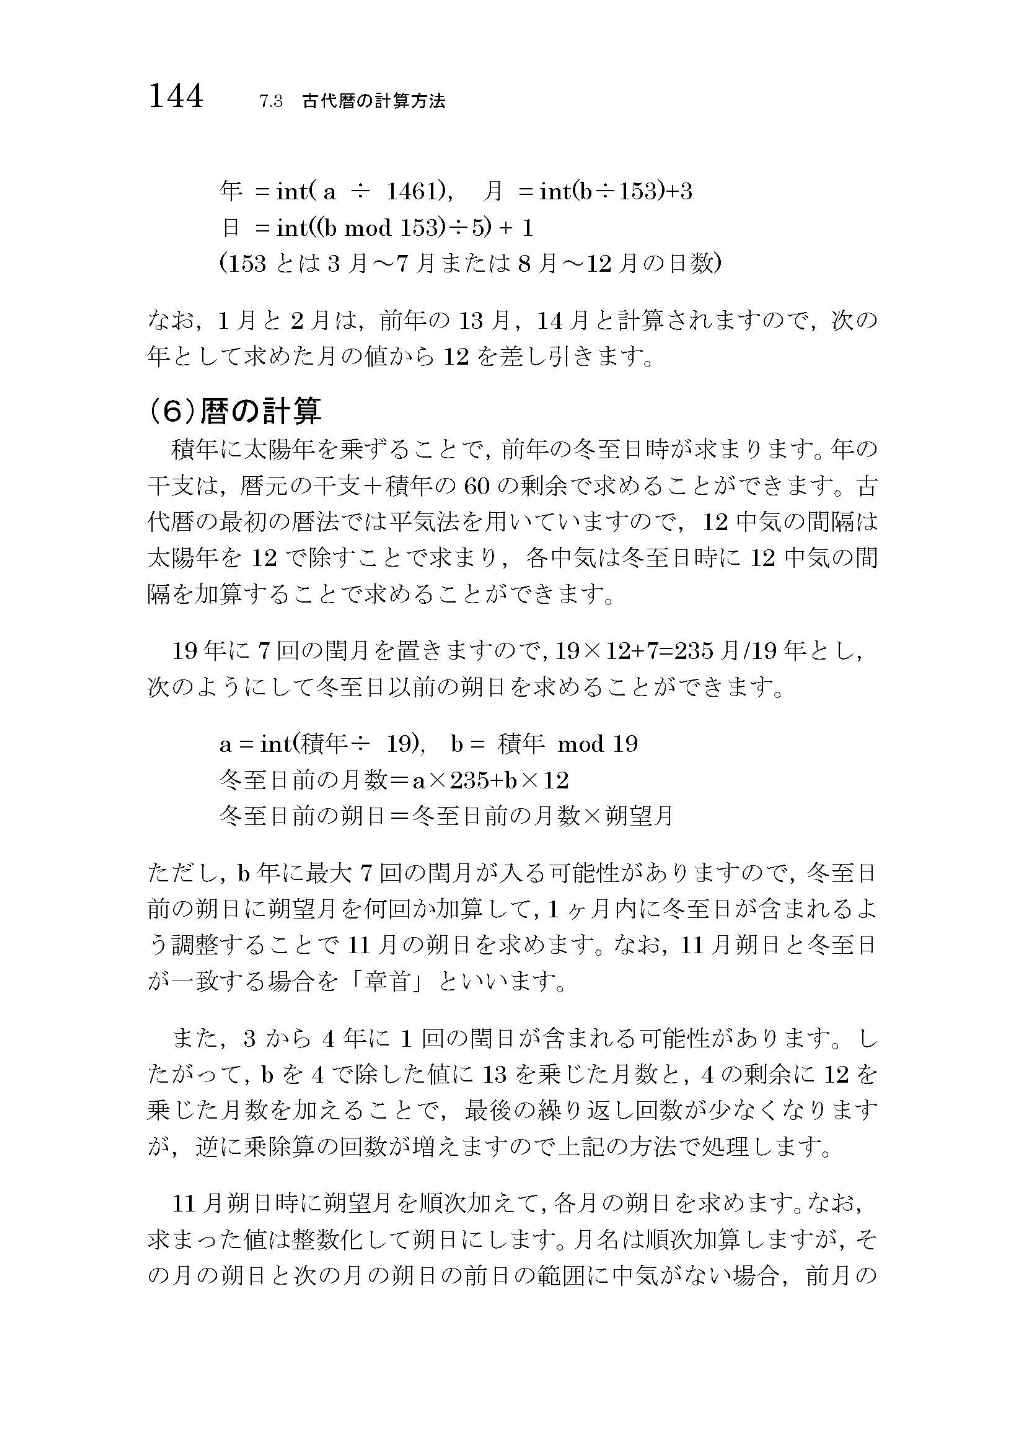 144 7.3 古代暦の計算方法
年 = int( a ÷ 1461), 月 = int(b÷153)+3
日 = int((b mod 153)÷5) + 1
(153 とは 3 月～7 月または 8 月～12 月の日数)
なお, 1 月と 2 月は, 前年の 13 月, 14 月と計算されますので, 次の
年として求めた月の値から 12 を差し引きます。
(6)暦の計算
積年に太陽年を乗ずることで, 前年の冬至日時が求まります。年の
干支は, 暦元の干支＋積年の 60 の剰余で求めることができます。古
代暦の最初の暦法では平気法を用いていますので, 12 中気の間隔は
太陽年を 12 で除すことで求まり, 各中気は冬至日時に 12 中気の間
隔を加算することで求めることができます。
19 年に 7 回の閏月を置きますので, 19×12+7=235 月/19 年とし,
次のようにして冬至日以前の朔日を求めることができます。
a = int(積年÷ 19), b = 積年 mod 19
冬至日前の月数＝a×235+b×12
冬至日前の朔日＝冬至日前の月数×朔望月
ただし, b 年に最大 7 回の閏月が入る可能性がありますので, 冬至日
前の朔日に朔望月を何回か加算して, 1 ヶ月内に冬至日が含まれるよ
う調整することで 11 月の朔日を求めます。なお, 11 月朔日と冬至日
が一致する場合を「章首」といいます。
また, 3 から 4 年に 1 回の閏日が含まれる可能性があります。し
たがって, b を 4 で除した値に 13 を乗じた月数と, 4 の剰余に 12 を
乗じた月数を加えることで, 最後の繰り返し回数が少なくなります
が, 逆に乗除算の回数が増えますので上記の方法で処理します。
11 月朔日時に朔望月を順次加えて, 各月の朔日を求めます。なお,
求まった値は整数化して朔日にします。月名は順次加算しますが, そ
の月の朔日と次の月の朔日の前日の範囲に中気がない場合, 前月の